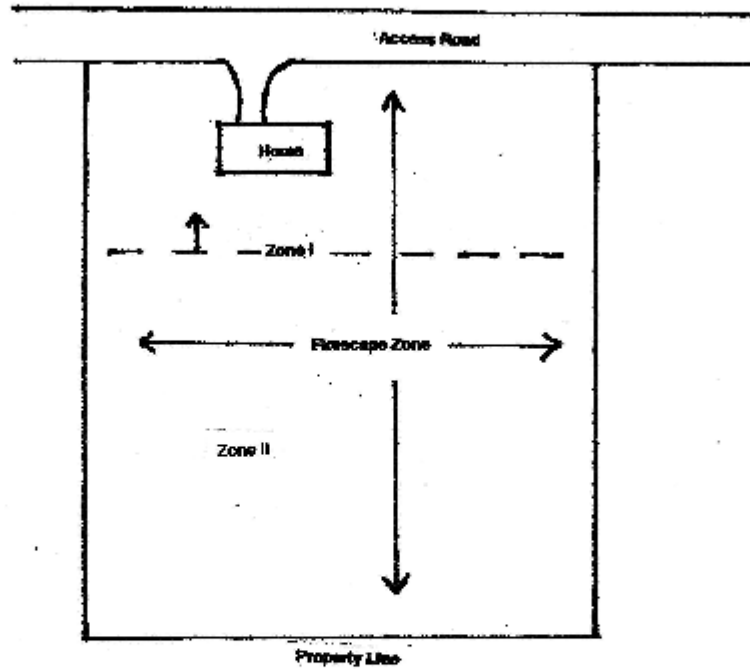 Access Road
House
Zone I
Firescape Zone
Zone II
Property Line